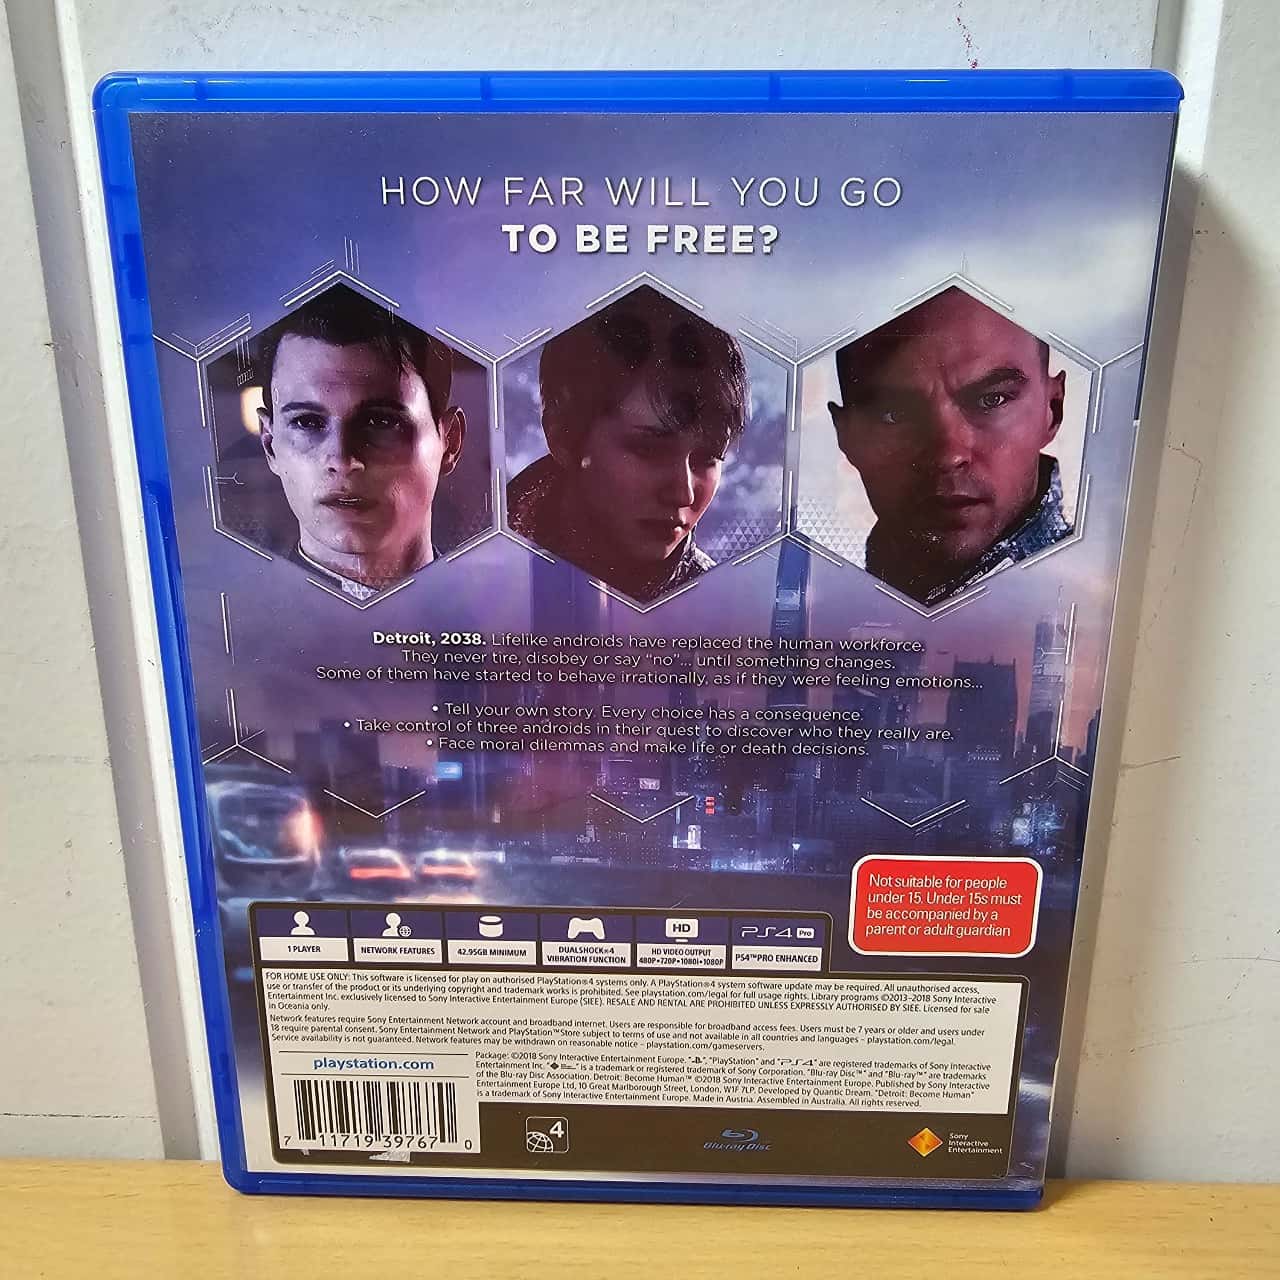 HOW FAR WILL YOU GO
TO BE FREE?
Detroit, 2038. Lifelike androids have replaced the human workforce.
They never tire, disobey or say “no”... until something changes.
Some of them have started to behave irrationally, as if they were feeling emotions...
• Tell your own story. Every choice has a consequence.
• Take control of three androids in their quest to discover who they really are.
• Face moral dilemmas and make life or death decisions.
Not suitable for people
under 15. Under 15s must
be accompanied by a
parent or adult guardian
1 PLAYER
NETWORK FEATURES
42.95GB MINIMUM
DUALSHOCK®4
VIBRATION FUNCTION
HD
HD VIDEO OUTPUT
480P•720P•1080i•1080P
PS4 Pro
PS4™PRO ENHANCED
FOR HOME USE ONLY: This software is licensed for play on authorised PlayStation®4 systems only. A PlayStation®4 system software update may be required. All unauthorised access,
use or transfer of the product or its underlying copyright and trademark works is prohibited. See playstation.com/legal for full usage rights. Library programs ©2013-2018 Sony Interactive
Entertainment Inc. exclusively licensed to Sony Interactive Entertainment Europe (SIEE). RESALE AND RENTAL ARE PROHIBITED UNLESS EXPRESSLY AUTHORISED BY SIEE. Licensed for sale
in Oceania only.
Network features require Sony Entertainment Network account and broadband internet. Users are responsible for broadband access fees. Users must be 7 years or older and users under
18 require parental consent. Sony Entertainment Network and PlayStation™Store subject to terms of use and not available in all countries and languages – playstation.com/legal.
Service availability is not guaranteed. Network features may be withdrawn on reasonable notice – playstation.com/gameservers.
playstation.com
Package: ©2018 Sony Interactive Entertainment Europe. "PS", "PlayStation" and "PS4" are registered trademarks of Sony Interactive
Entertainment Inc. " " is a trademark or registered trademark of Sony Corporation. "Blu-ray Disc™" and "Blu-ray™" are trademarks
of the Blu-ray Disc Association. Detroit: Become Human™ ©2018 Sony Interactive Entertainment Europe. Published by Sony Interactive
Entertainment Europe Ltd, 10 Great Marlborough Street, London, W1F 7LP. Developed by Quantic Dream. "Detroit: Become Human"
is a trademark of Sony Interactive Entertainment Europe. Made in Austria. Assembled in Australia. All rights reserved.
7 11719 39767 0
4
Blu-ray Disc
Sony
Interactive
Entertainment